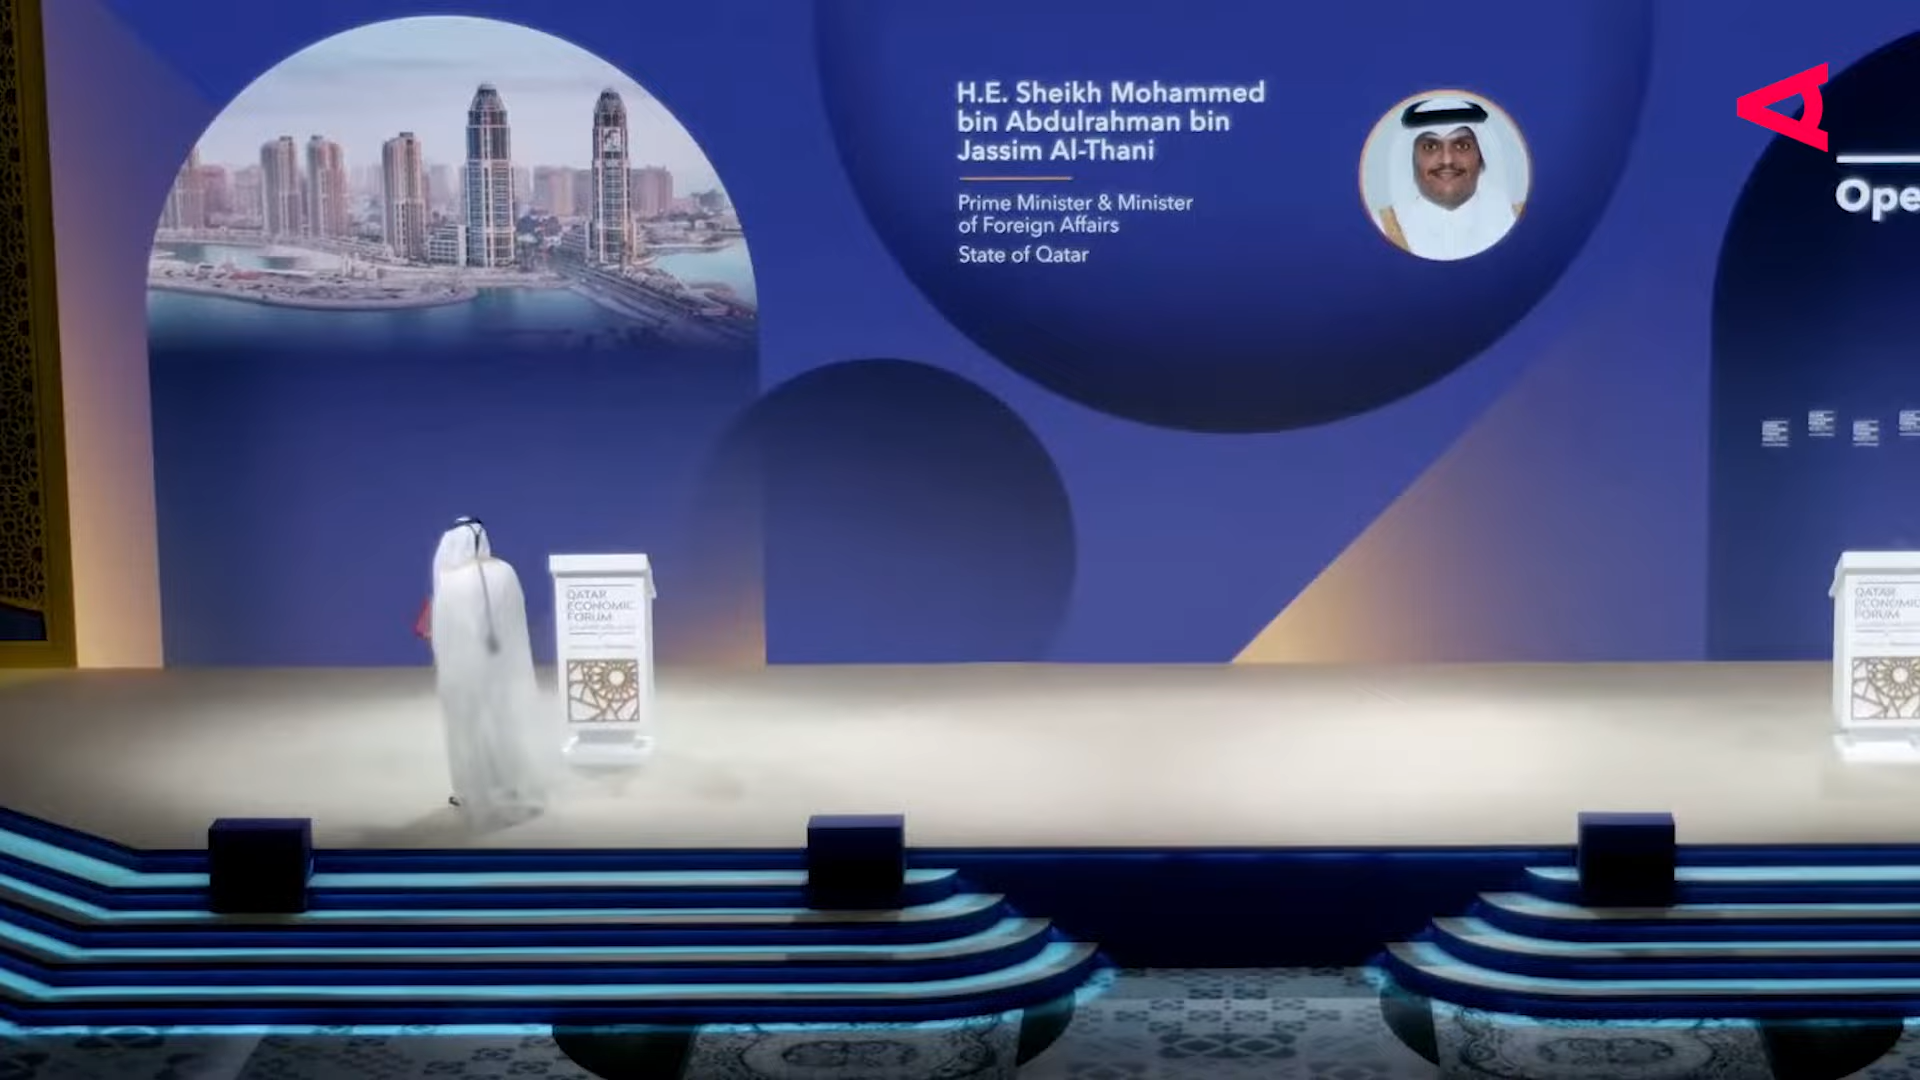 H.E. Sheikh Mohammed
bin Abdulrahman bin
Jassim Al-Thani
Prime Minister & Minister
of Foreign Affairs
State of Qatar
Ope
QATAR
ECONOMIC
FORUM
QATAR
ECONOMIC
FORUM